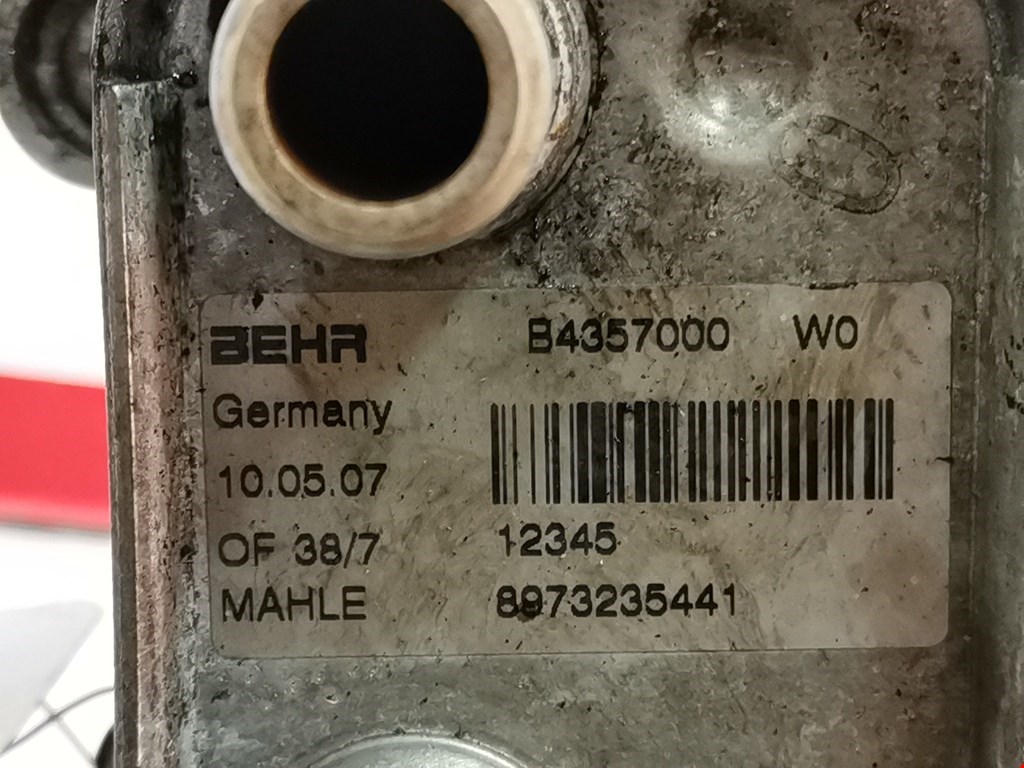 BEHR B4357000 W0
Germany
10.05.07
OF 38/7 12345
MAHLE 8973235441